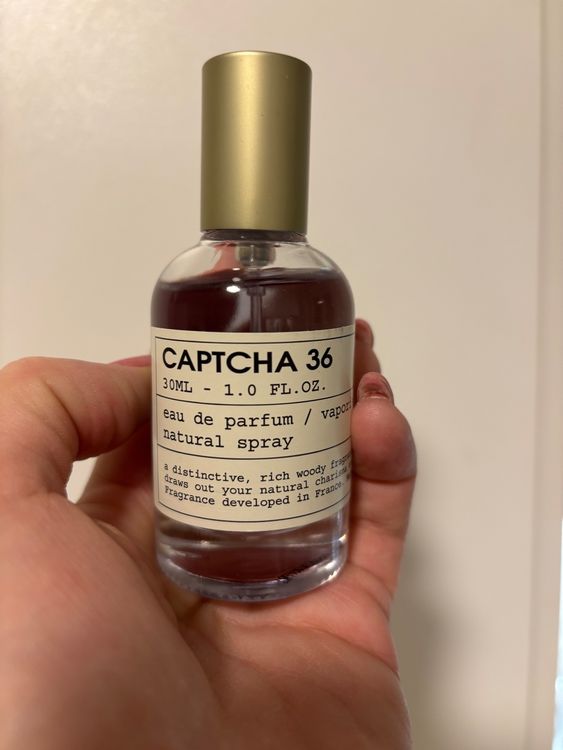 CAPTCHA 36
30ML - 1.0 FL.OZ.
eau de parfum /
natural spray
a distinctive, rich woody
draws out your natural
Fragrance developed in France.